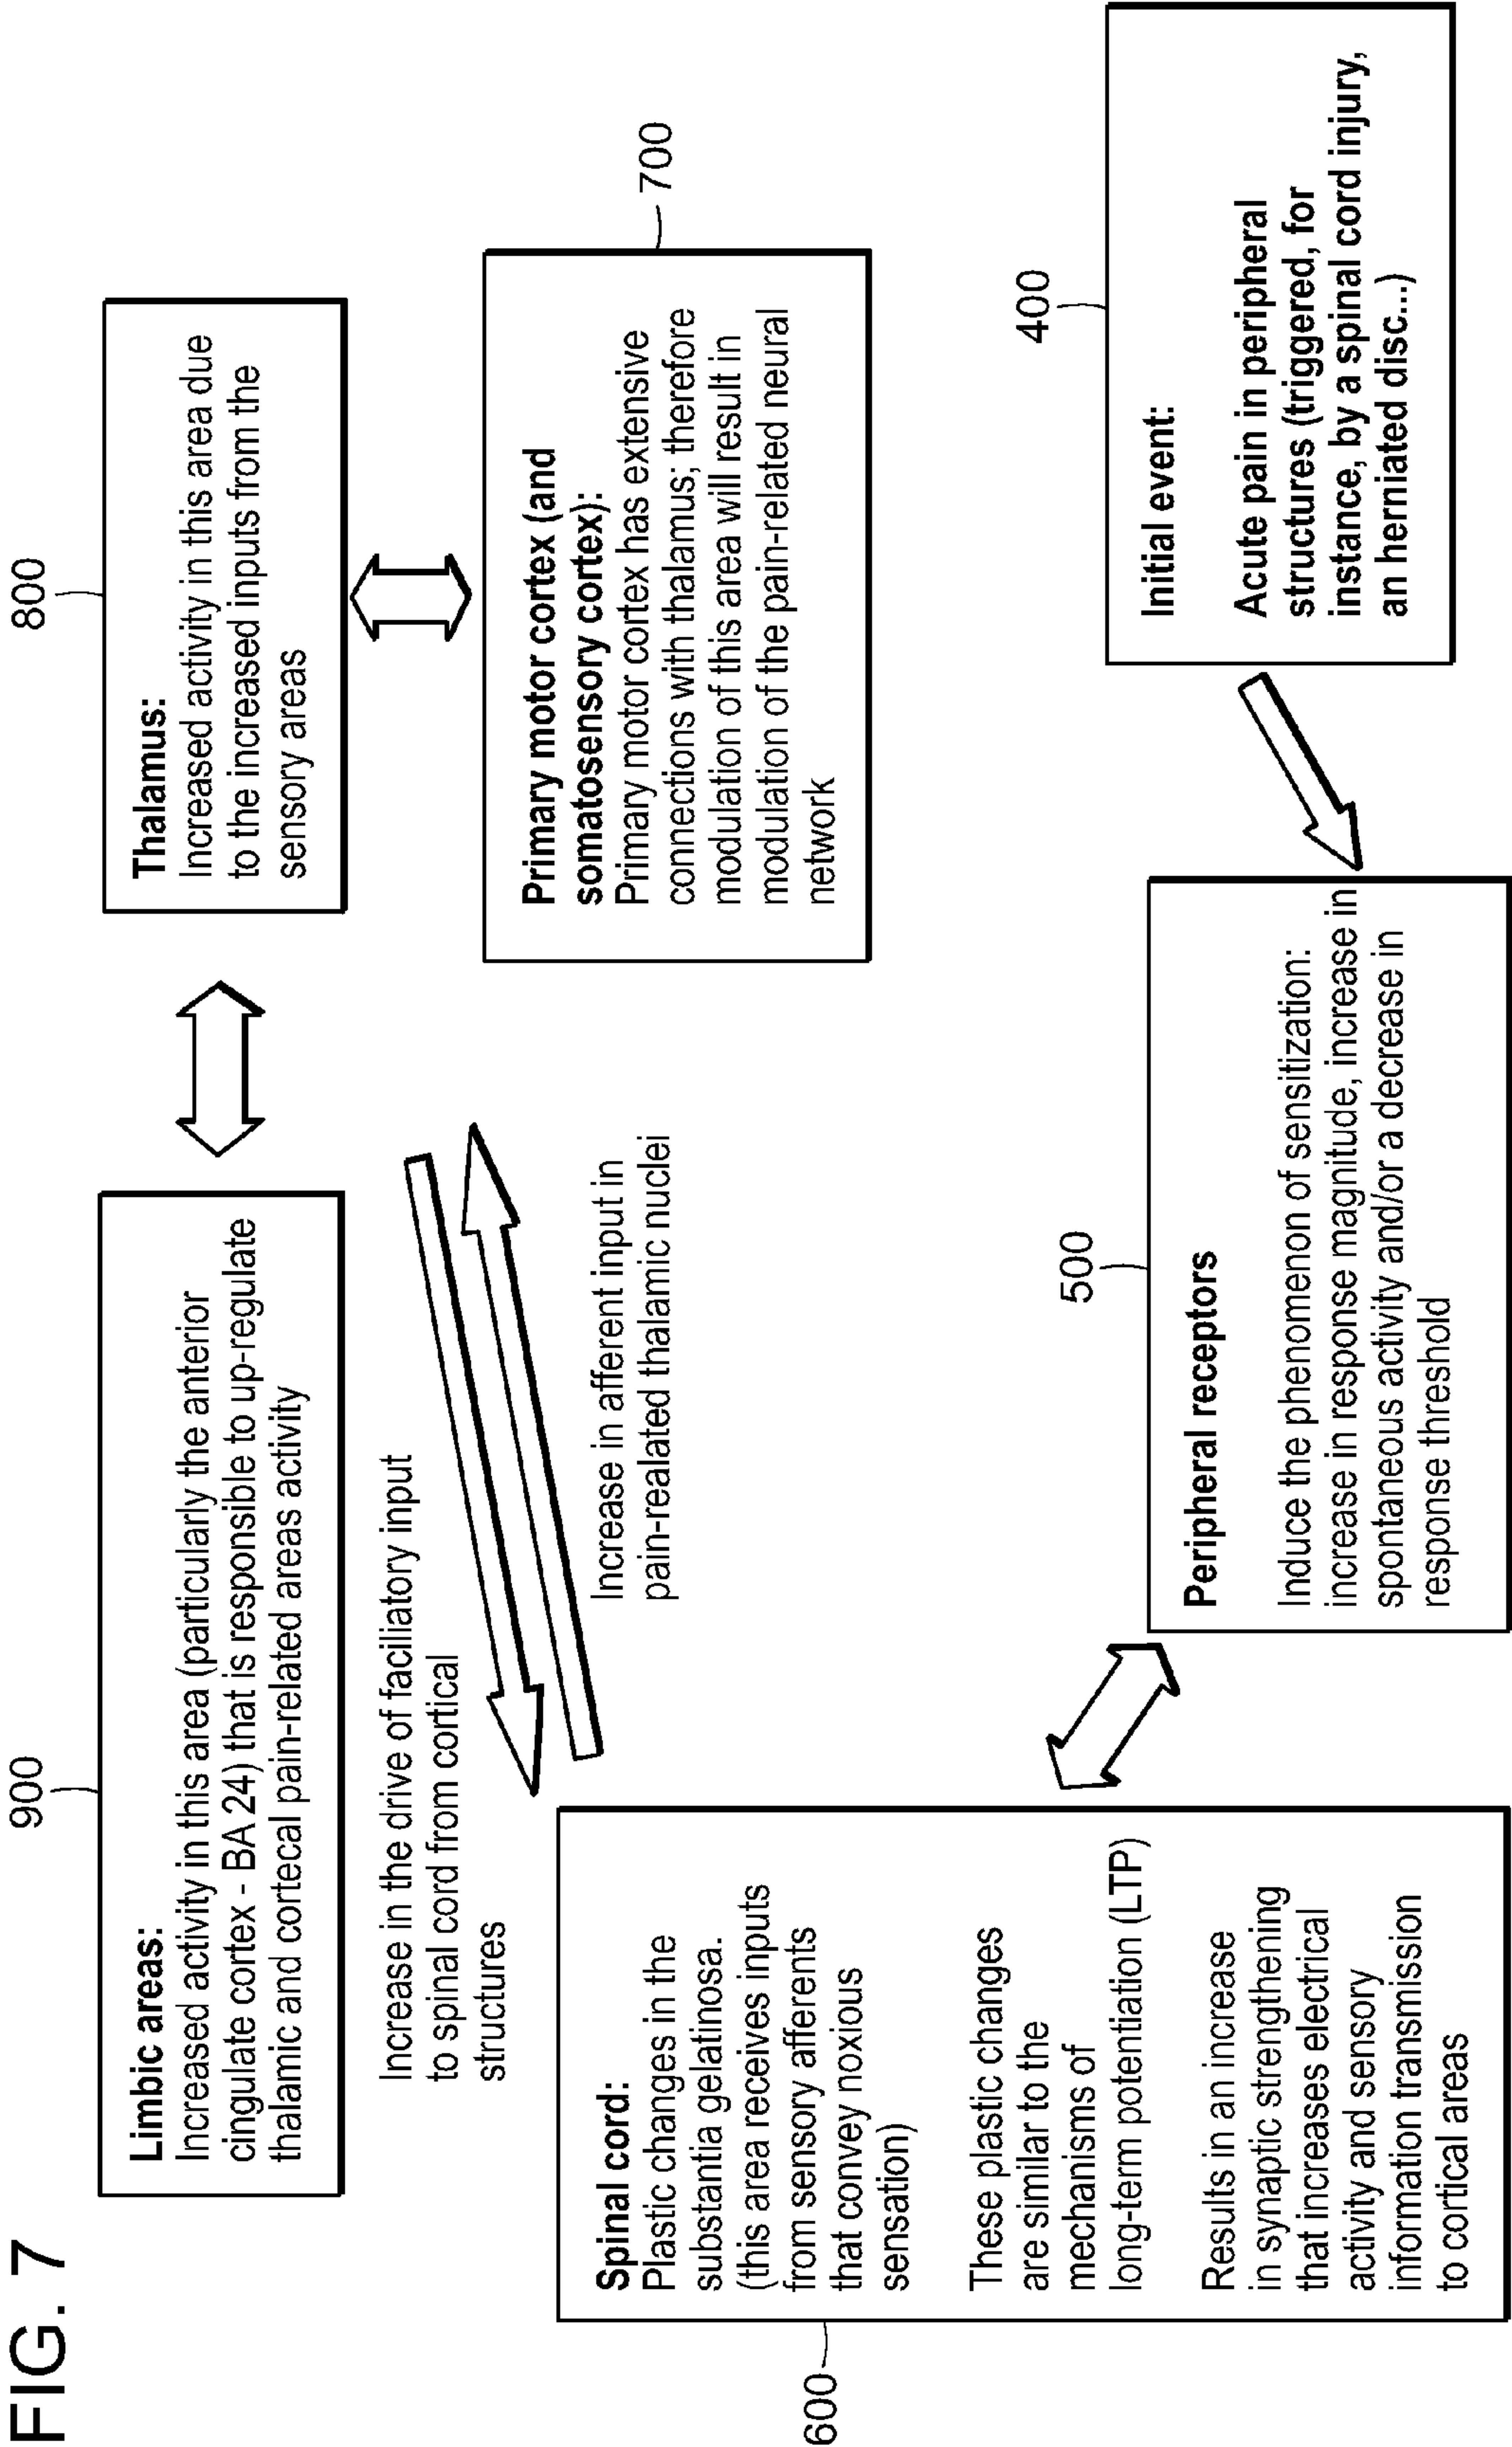 FIG. 7
900
Limbic areas:
Increased activity in this area (particularly the anterior
cingulate cortex - BA 24) that is responsible to up-regulate
thalamic and cortecal pain-related areas activity
800
Thalamus:
Increased activity in this area due
to the increased inputs from the
sensory areas
Increase in the drive of faciliatory input
to spinal cord from cortical
structures
Increase in afferent input in
pain-realated thalamic nuclei
700
Primary motor cortex (and
somatosensory cortex):
Primary motor cortex has extensive
connections with thalamus; therefore
modulation of this area will result in
modulation of the pain-related neural
network
600
Spinal cord:
Plastic changes in the
substantia gelatinosa.
(this area receives inputs
from sensory afferents
that convey noxious
sensation)
These plastic changes
are similar to the
mechanisms of
long-term potentiation (LTP)
Results in an increase
in synaptic strengthening
that increases electrical
activity and sensory
information transmission
to cortical areas
500
Peripheral receptors
Induce the phenomenon of sensitization:
increase in response magnitude, increase in
spontaneous activity and/or a decrease in
response threshold
400
Initial event:
Acute pain in peripheral
structures (triggered, for
instance, by a spinal cord injury,
an herniated disc...)